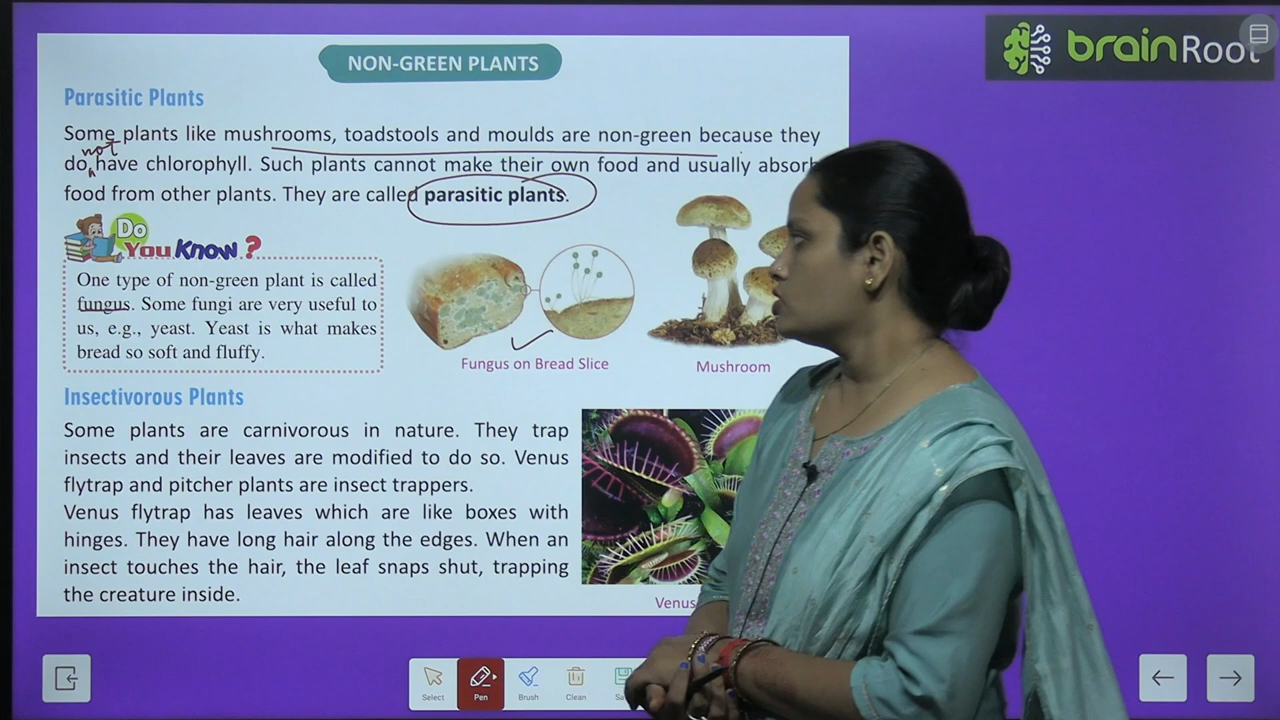 brainRoot
NON-GREEN PLANTS
Parasitic Plants
Some plants like mushrooms, toadstools and moulds are non-green because they
not
do have chlorophyll. Such plants cannot make their own food and usually absorb
food from other plants. They are called parasitic plants.
Do
You Know?
One type of non-green plant is called
fungus. Some fungi are very useful to
us, e.g., yeast. Yeast is what makes
bread so soft and fluffy.
Fungus on Bread Slice
Mushroom
Insectivorous Plants
Some plants are carnivorous in nature. They trap
insects and their leaves are modified to do so. Venus
flytrap and pitcher plants are insect trappers.
Venus flytrap has leaves which are like boxes with
hinges. They have long hair along the edges. When an
insect touches the hair, the leaf snaps shut, trapping
the creature inside.
Venus
Select
Pen
Brush
Clean